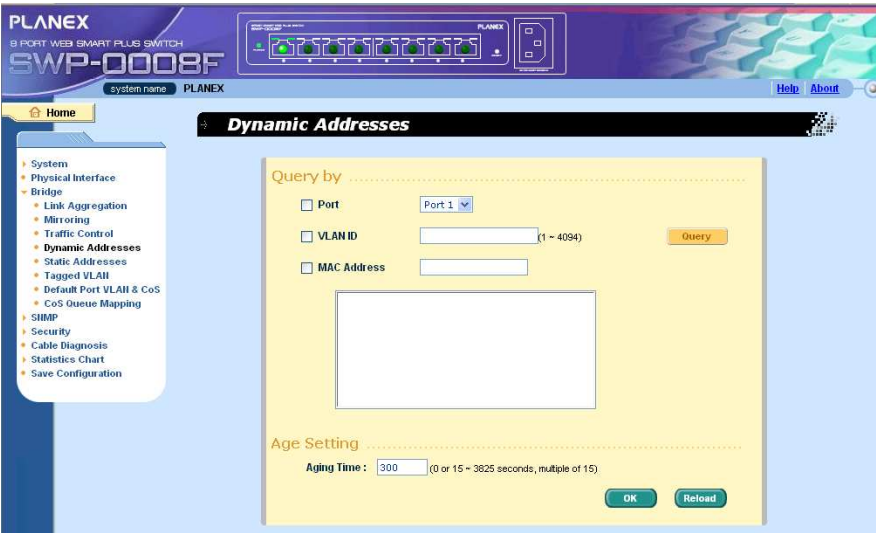 PLANEX
8 PORT WEB SMART PLUS SWITCH
SWP-0008F
PLANEX
system name PLANEX
Help About
Home
Dynamic Addresses
System
Physical Interface
Bridge
Link Aggregation
Mirroring
Traffic Control
Dynamic Addresses
Static Addresses
Tagged VLAN
Default Port VLAN & CoS
CoS Queue Mapping
SNMP
Security
Cable Diagnosis
Statistics Chart
Save Configuration
Query by
Port Port 1
VLAN ID (1 ~ 4094) Query
MAC Address
Age Setting
Aging Time : 300 (0 or 15 ~ 3825 seconds, multiple of 15)
OK Reload